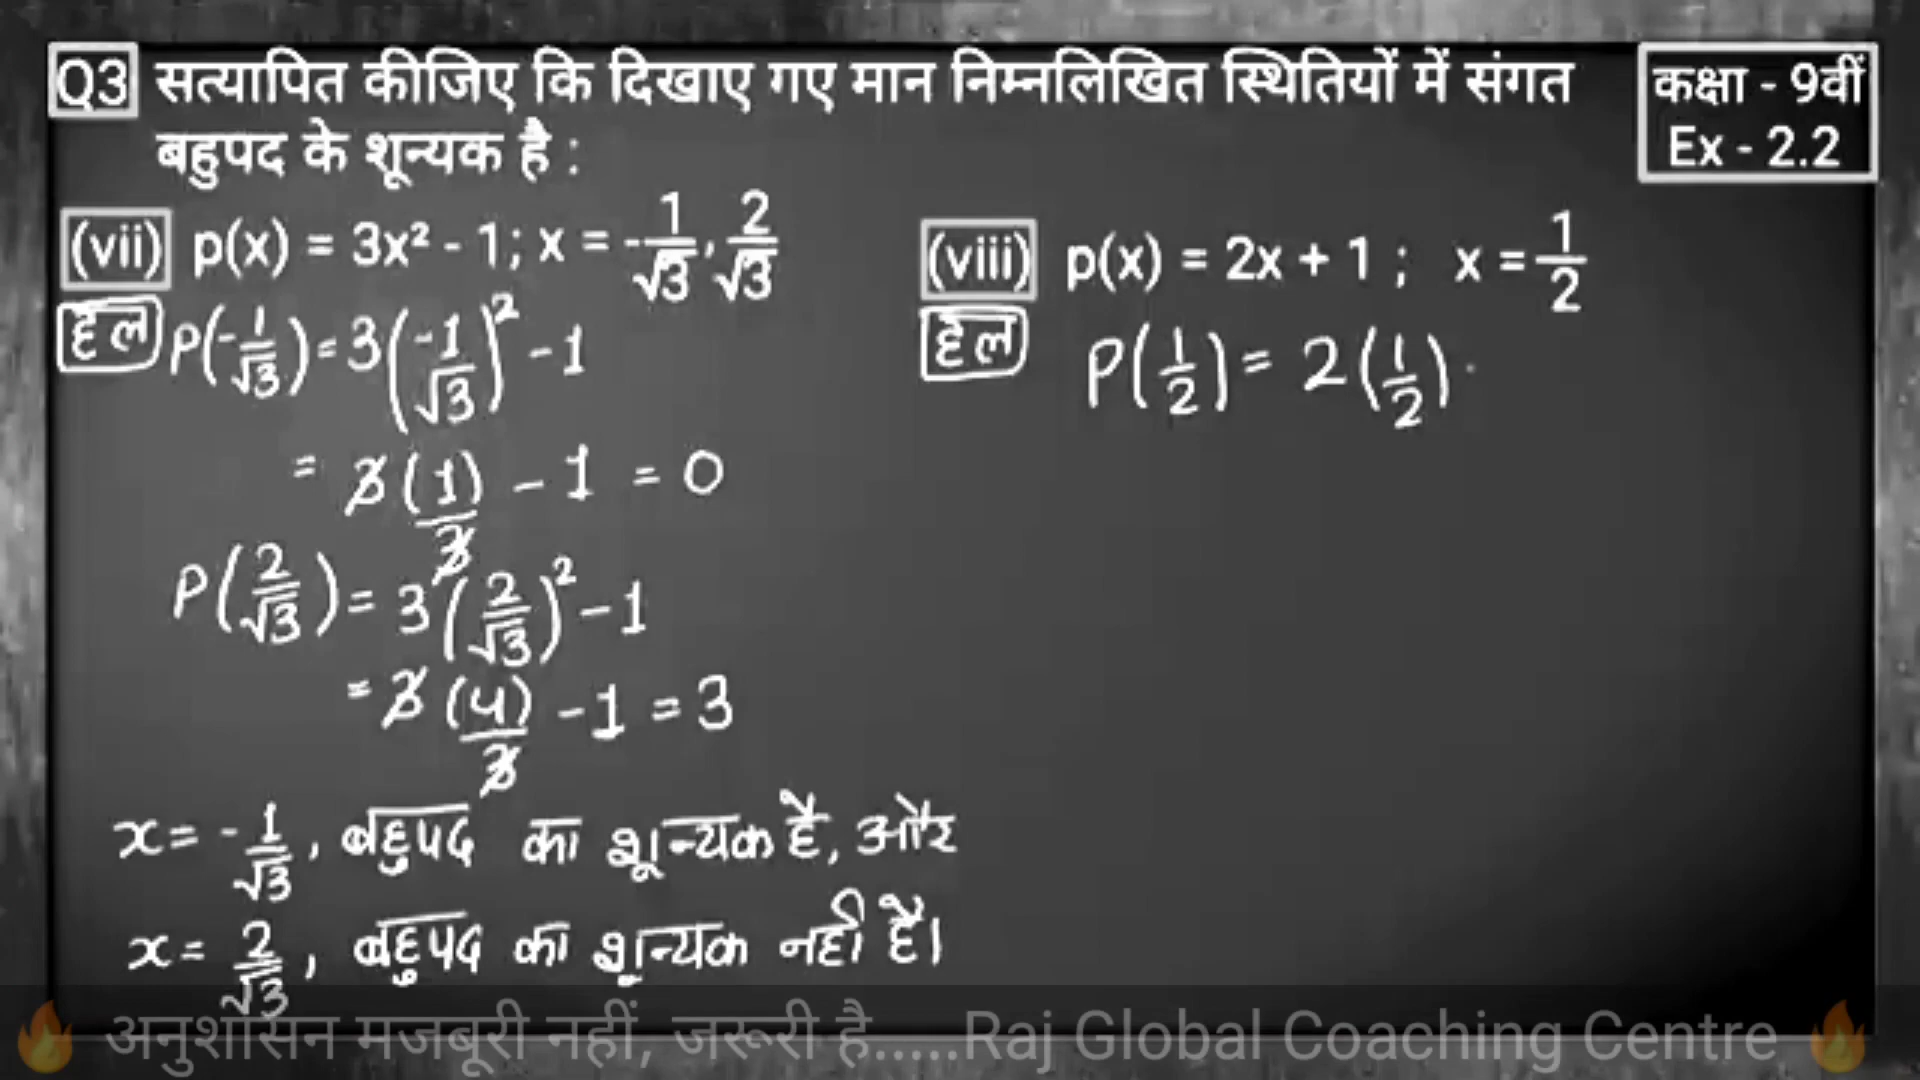 Q3 सत्यापित कीजिए कि दिखाए गए मान निम्नलिखित स्थितियों में संगत
बहुपद के शून्यक है :
कक्षा - 9वीं
Ex - 2.2
(vii) p(x) = 3x² - 1; x = -1/√3, 2/√3
हल P(-1/√3) = 3(-1/√3)² - 1
= 3(1)/3 - 1 = 0
P(2/√3) = 3(2/√3)² - 1
= 3(4)/3 - 1 = 3
x = -1/√3, बहुपद का शून्यक है, और
x = 2/√3, बहुपद का शून्यक नही है।
(viii) p(x) = 2x + 1 ; x = 1/2
हल P(1/2) = 2(1/2)
अनुशासन मजबूरी नहीं, जरूरी है.....Raj Global Coaching Centre